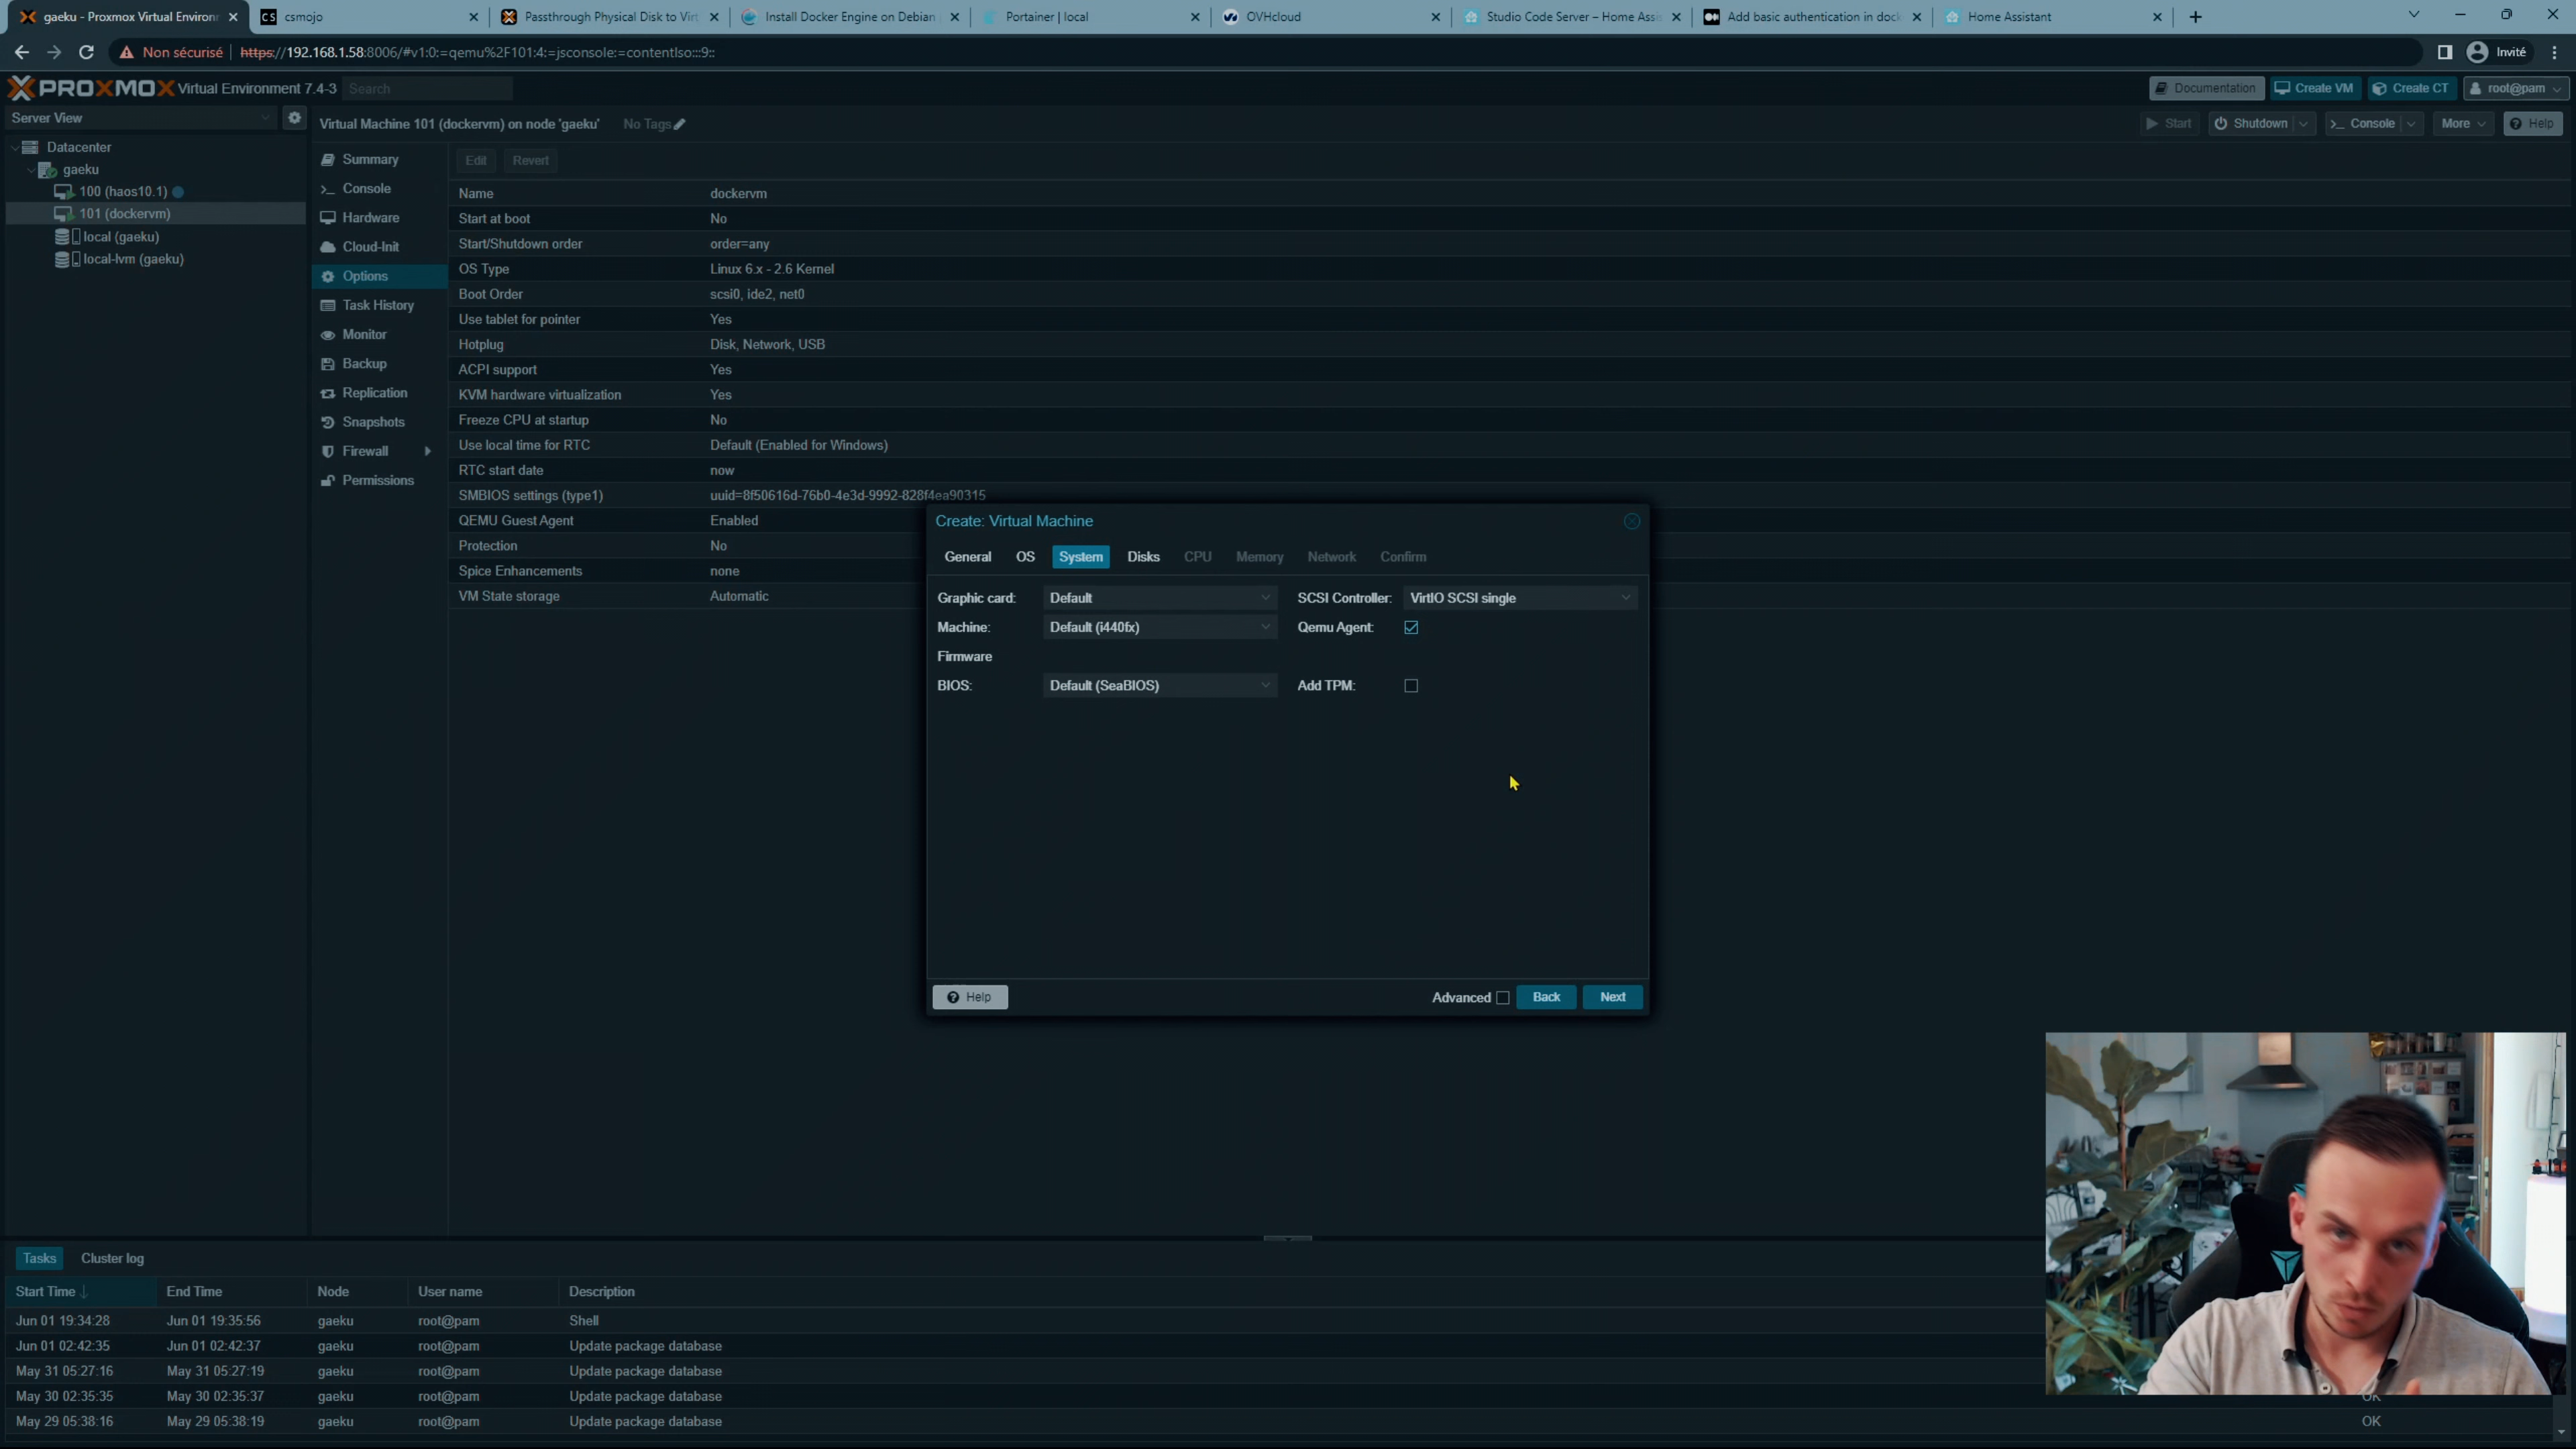 gaeku - Proxmox Virtual Environ
CS csmojo
Passthrough Physical Disk to Virt
Install Docker Engine on Debian
Portainer | local
OVHcloud
Studio Code Server – Home Assis
Add basic authentication in dock
Home Assistant
Non sécurisé https://192.168.1.58:8006/#v1:0:=qemu%2F101:4:=jsconsole:=contentIso:::9::
Invité
PROXMOX Virtual Environment 7.4-3 Search
Documentation Create VM Create CT root@pam
Server View
Virtual Machine 101 (dockervm) on node 'gaeku' No Tags
Start Shutdown Console More Help
Datacenter
gaeku
100 (haos10.1)
101 (dockervm)
local (gaeku)
local-lvm (gaeku)
Summary
Console
Hardware
Cloud-Init
Options
Task History
Monitor
Backup
Replication
Snapshots
Firewall
Permissions
Edit Revert
Name dockervm
Start at boot No
Start/Shutdown order order=any
OS Type Linux 6.x - 2.6 Kernel
Boot Order scsi0, ide2, net0
Use tablet for pointer Yes
Hotplug Disk, Network, USB
ACPI support Yes
KVM hardware virtualization Yes
Freeze CPU at startup No
Use local time for RTC Default (Enabled for Windows)
RTC start date now
SMBIOS settings (type1) uuid=8f50616d-76b0-4e3d-9992-828f4ea90315
QEMU Guest Agent Enabled
Protection No
Spice Enhancements none
VM State storage Automatic
Create: Virtual Machine
General OS System Disks CPU Memory Network Confirm
Graphic card: Default SCSI Controller: VirtIO SCSI single
Machine: Default (i440fx) Qemu Agent:
Firmware
BIOS: Default (SeaBIOS) Add TPM:
Help Advanced Back Next
Tasks Cluster log
Start Time End Time Node User name Description
Jun 01 19:34:28 Jun 01 19:35:56 gaeku root@pam Shell
Jun 01 02:42:35 Jun 01 02:42:37 gaeku root@pam Update package database
May 31 05:27:16 May 31 05:27:19 gaeku root@pam Update package database
May 30 02:35:35 May 30 02:35:37 gaeku root@pam Update package database OK
May 29 05:38:16 May 29 05:38:19 gaeku root@pam Update package database OK